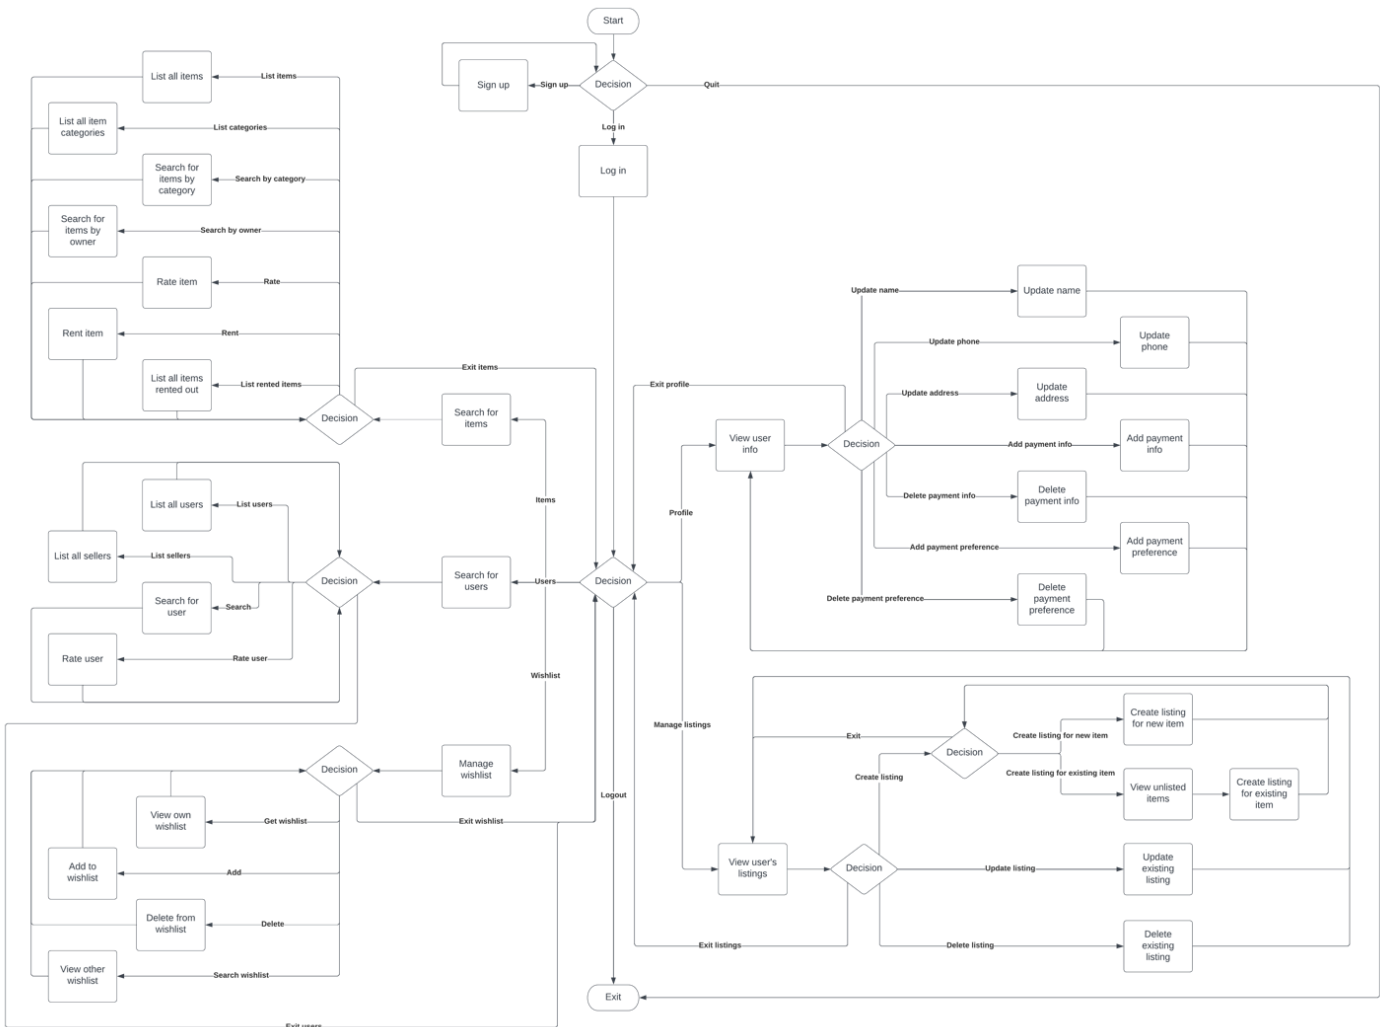 Start
Decision
Sign up
Sign up
Quit
Log in
Log in
List all items
List items
List all item
categories
List categories
Search for
items by
category
Search by category
Search for
items by
owner
Search by owner
Rate item
Rate
Rent item
Rent
List all items
rented out
List rented items
Decision
Exit items
Search for
items
Items
List all users
List users
List all sellers
List sellers
Search for
user
Search
Rate user
Rate user
Decision
Search for
users
Users
Decision
Wishlist
Decision
Manage
wishlist
View own
wishlist
Get wishlist
Exit wishlist
Add to
wishlist
Add
Delete from
wishlist
Delete
View other
wishlist
Search wishlist
Exit users
Logout
Exit
Profile
Exit profile
View user
info
Decision
Update name
Update name
Update phone
Update
phone
Update address
Update
address
Add payment info
Add payment
info
Delete payment info
Delete
payment info
Add payment preference
Add payment
preference
Delete payment preference
Delete
payment
preference
Manage listings
View user's
listings
Decision
Exit listings
Create listing
Exit
Decision
Create listing for new item
Create listing
for new item
Create listing for existing item
View unlisted
items
Create listing
for existing
item
Update listing
Update
existing
listing
Delete listing
Delete
existing
listing